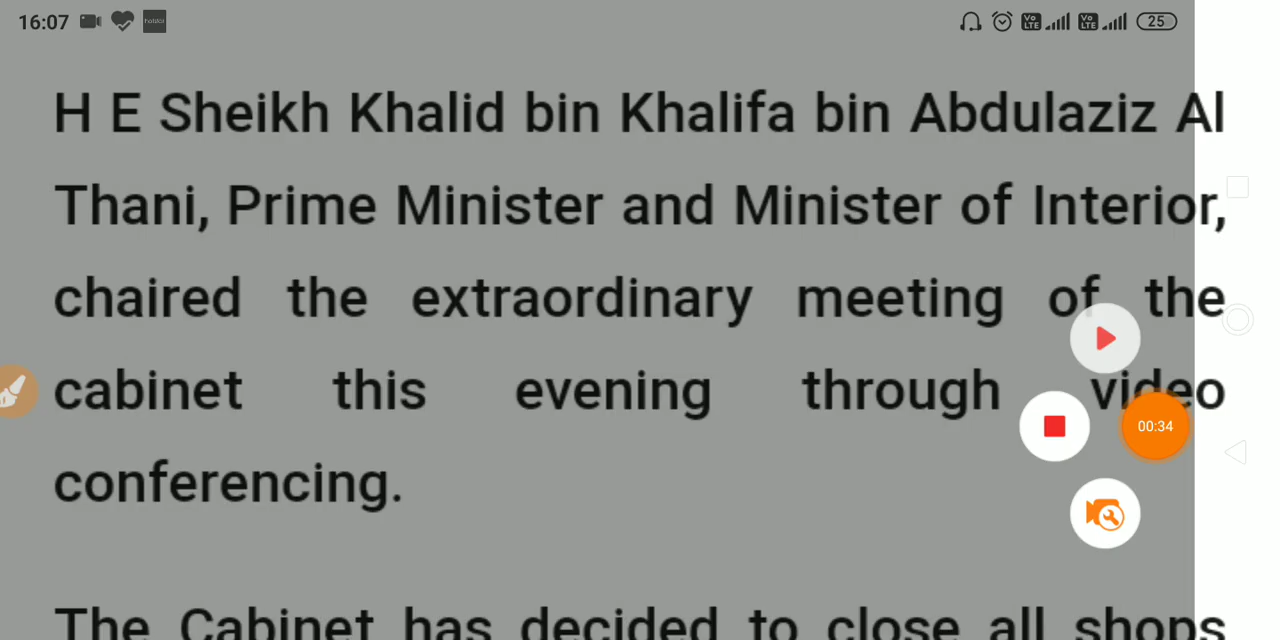 16:07
25
H E Sheikh Khalid bin Khalifa bin Abdulaziz Al
Thani, Prime Minister and Minister of Interior,
chaired the extraordinary meeting of the
cabinet this evening through video
00:34
conferencing.
The Cabinet has decided to close all shops